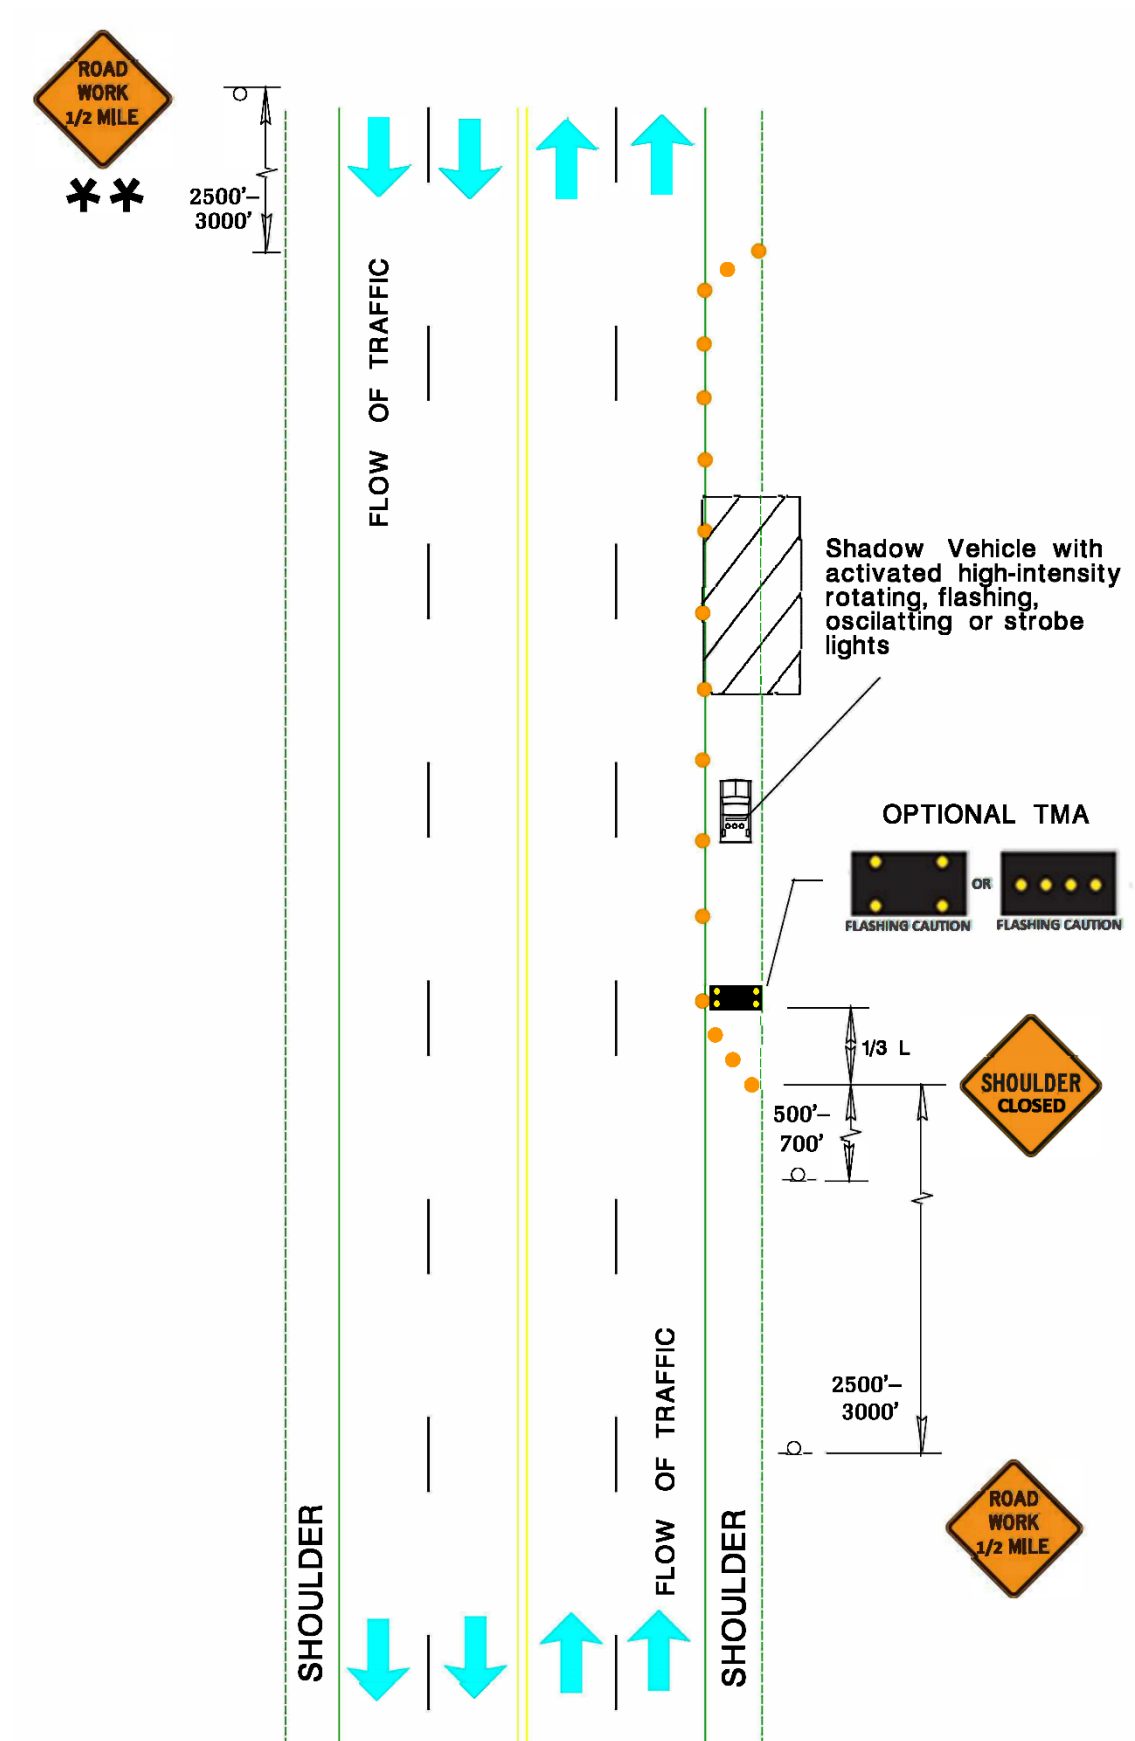 ROAD
WORK
1/2 MILE
**
2500'–
3000'
FLOW OF TRAFFIC
Shadow Vehicle with
activated high-intensity
rotating, flashing,
oscilatting or strobe
lights
OPTIONAL TMA
OR
FLASHING CAUTION
FLASHING CAUTION
1/3 L
SHOULDER
CLOSED
500'–
700'
2500'–
3000'
FLOW OF TRAFFIC
ROAD
WORK
1/2 MILE
SHOULDER
SHOULDER